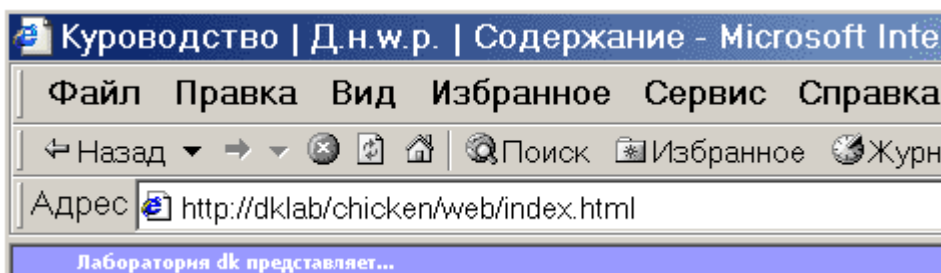 Куроводство | Д.н.w.р. | Содержание - Microsoft Inte
Файл Правка Вид Избранное Сервис Справка
Назад Поиск Избранное Журн
Адрес http://dklab/chicken/web/index.html
Лаборатория dk представляет...